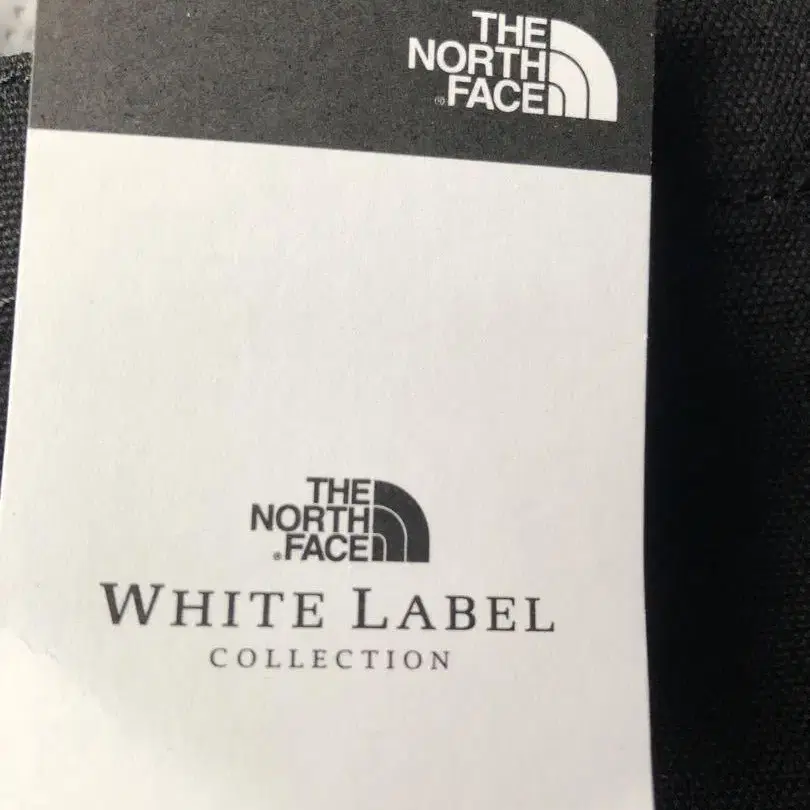 THE
NORTH
® FACE
THE
NORTH
® FACE
WHITE LABEL
COLLECTION